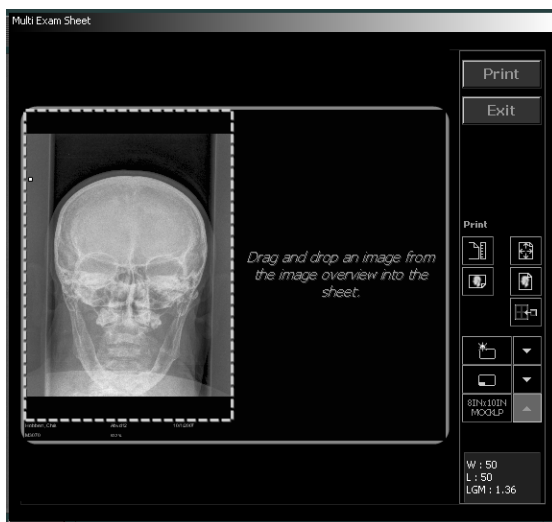 Multi Exam Sheet
Print
Exit
Drag and drop an image from
the image overview into the
sheet.
Print
8INx10IN
MOCKLP
W : 50
L : 50
LGM : 1.36